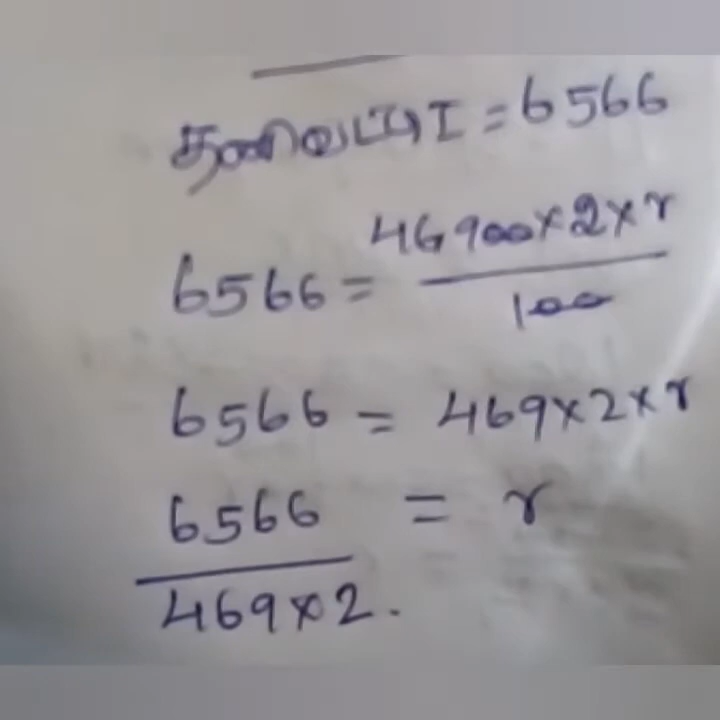 தனிவட்டி I = 6566
6566 = 46900×2×r
100
6566 = 469×2×r
6566 = r
469×2.